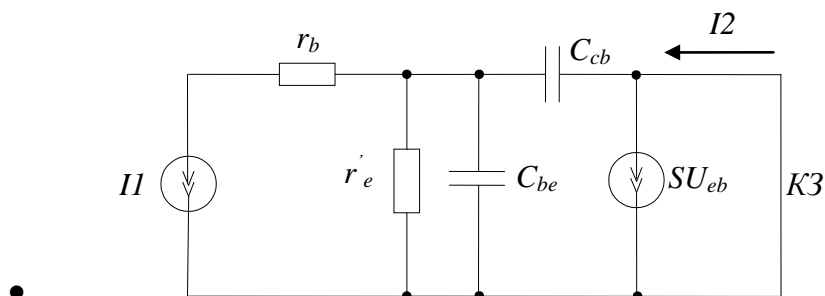 I2
r_b
C_cb
I1
r'_e
C_be
SU_eb
КЗ